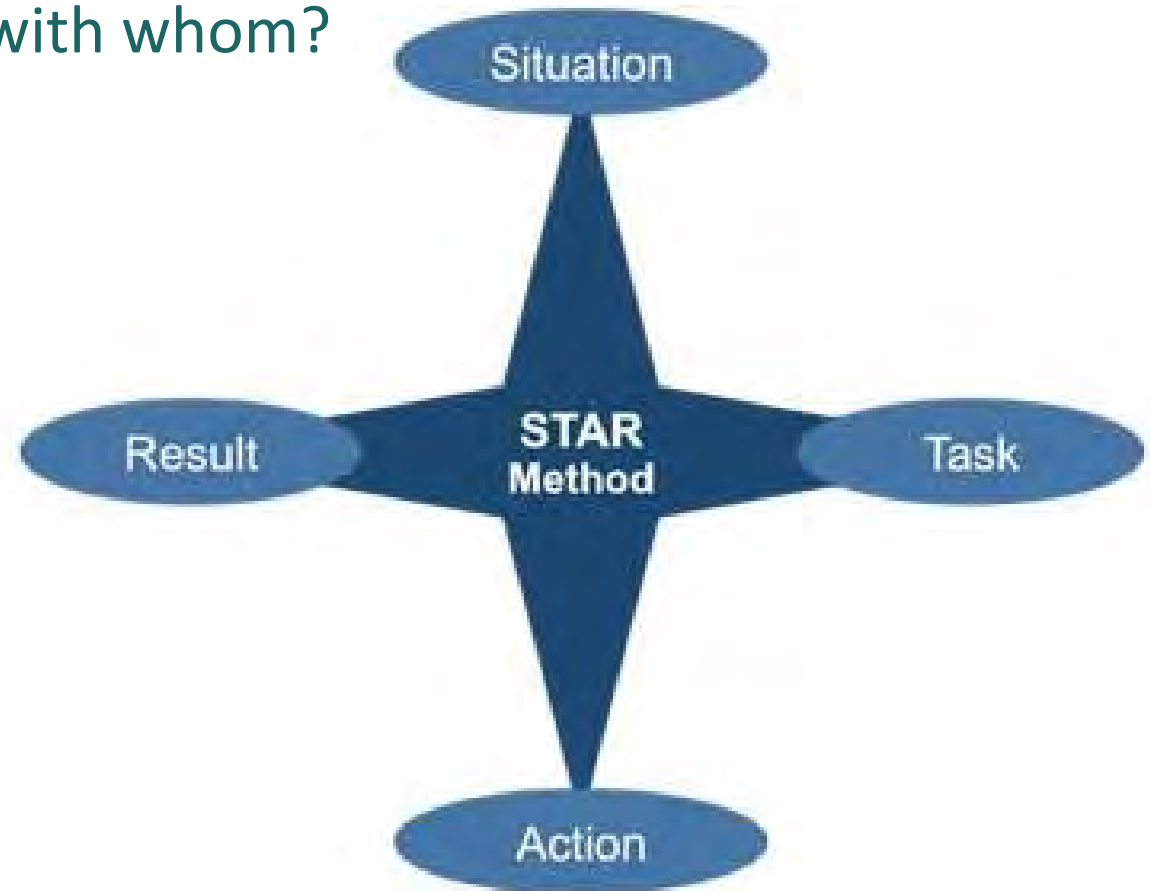 with whom?
Situation
Result
STAR
Method
Task
Action